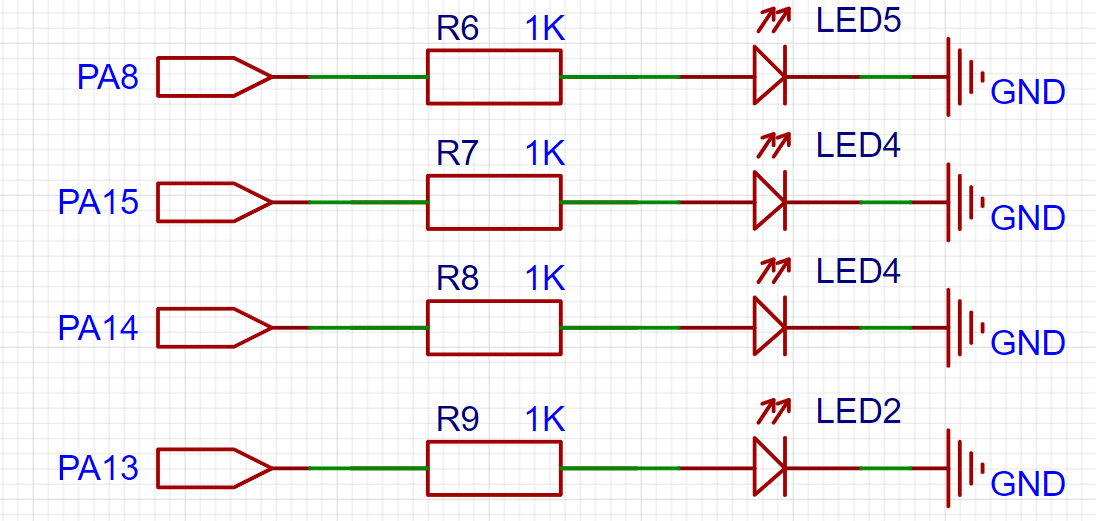 R6 1K LED5
PA8 GND
R7 1K LED4
PA15 GND
R8 1K LED4
PA14 GND
R9 1K LED2
PA13 GND